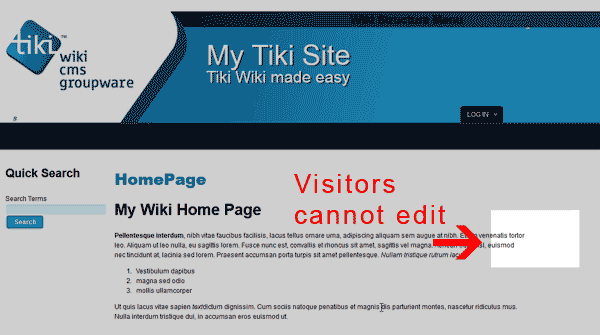 tiki™
wiki
cms
groupware
My Tiki Site
Tiki Wiki made easy
LOG IN
Quick Search
Search Terms
Search
HomePage
My Wiki Home Page
Visitors
cannot edit
Pellentesque interdum, nibh vitae faucibus facilisis, lacus tellus ornare urna, adipiscing aliquam sem augue at nibh. venenatis tortor
leo. Aliquam ut leo nulla, eu sagittis lorem. Fusce nunc est, convallis et rhoncus sit amet, sagittis vel magna. euismod
nec tincidunt at, lacinia sed lorem. Praesent accumsan porta turpis sit amet pellentesque. Nullam tristique rutrum
1. Vestibulum dapibus
2. magna sed odio
3. mollis ullamcorper
Ut quis lacus vitae sapien textdictum dignissim. Cum sociis natoque penatibus et magnis dis parturient montes, nascetur ridiculus mus.
Nulla interdum tristique dui, in accumsan eros euismod ut.